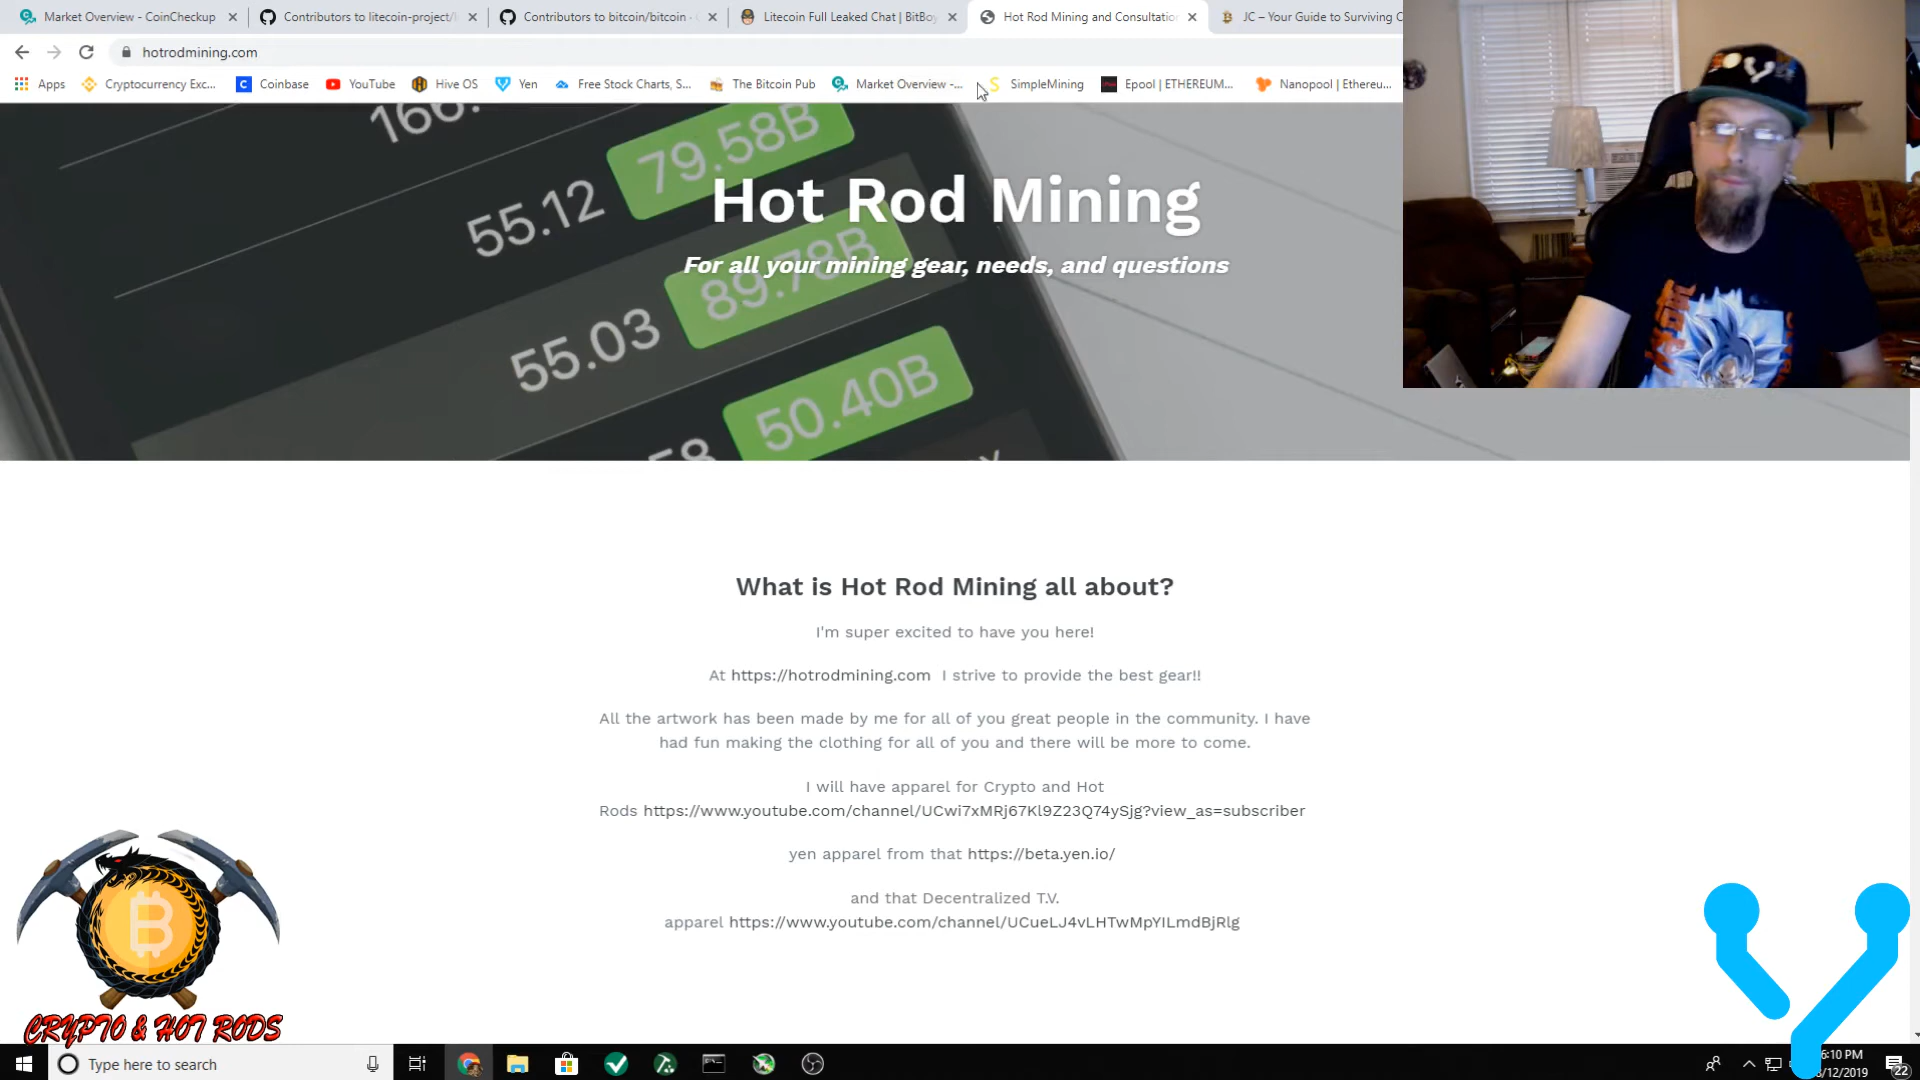 Market Overview - CoinCheckup
Contributors to litecoin-project/l
Contributors to bitcoin/bitcoin ·
Litecoin Full Leaked Chat | BitBoy
Hot Rod Mining and Consultation
JC – Your Guide to Surviving C
hotrodmining.com
Apps
Cryptocurrency Exc...
Coinbase
YouTube
Hive OS
Yen
Free Stock Charts, S...
The Bitcoin Pub
Market Overview -...
SimpleMining
Epool | ETHEREUM...
Nanopool | Ethereu...
166.
79.58B
55.12
89.78B
55.03
50.40B
58
Hot Rod Mining
For all your mining gear, needs, and questions
What is Hot Rod Mining all about?
I'm super excited to have you here!
At https://hotrodmining.com I strive to provide the best gear!!
All the artwork has been made by me for all of you great people in the community. I have
had fun making the clothing for all of you and there will be more to come.
I will have apparel for Crypto and Hot
Rods https://www.youtube.com/channel/UCwi7xMRj67Kl9Z23Q74ySjg?view_as=subscriber
yen apparel from that https://beta.yen.io/
and that Decentralized T.V.
apparel https://www.youtube.com/channel/UCueLJ4vLHTwMpYILmdBjRlg
CRYPTO & HOT RODS
Type here to search
6:10 PM
/12/2019
22